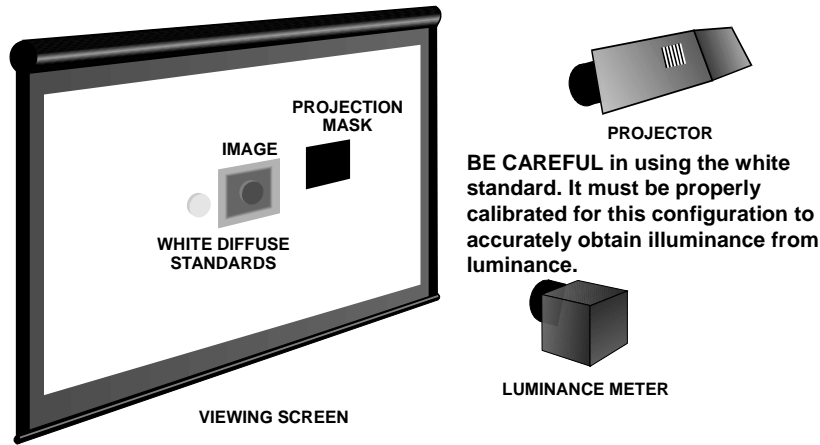 PROJECTION
MASK
IMAGE
WHITE DIFFUSE
STANDARDS
VIEWING SCREEN
PROJECTOR
BE CAREFUL in using the white
standard. It must be properly
calibrated for this configuration to
accurately obtain illuminance from
luminance.
LUMINANCE METER